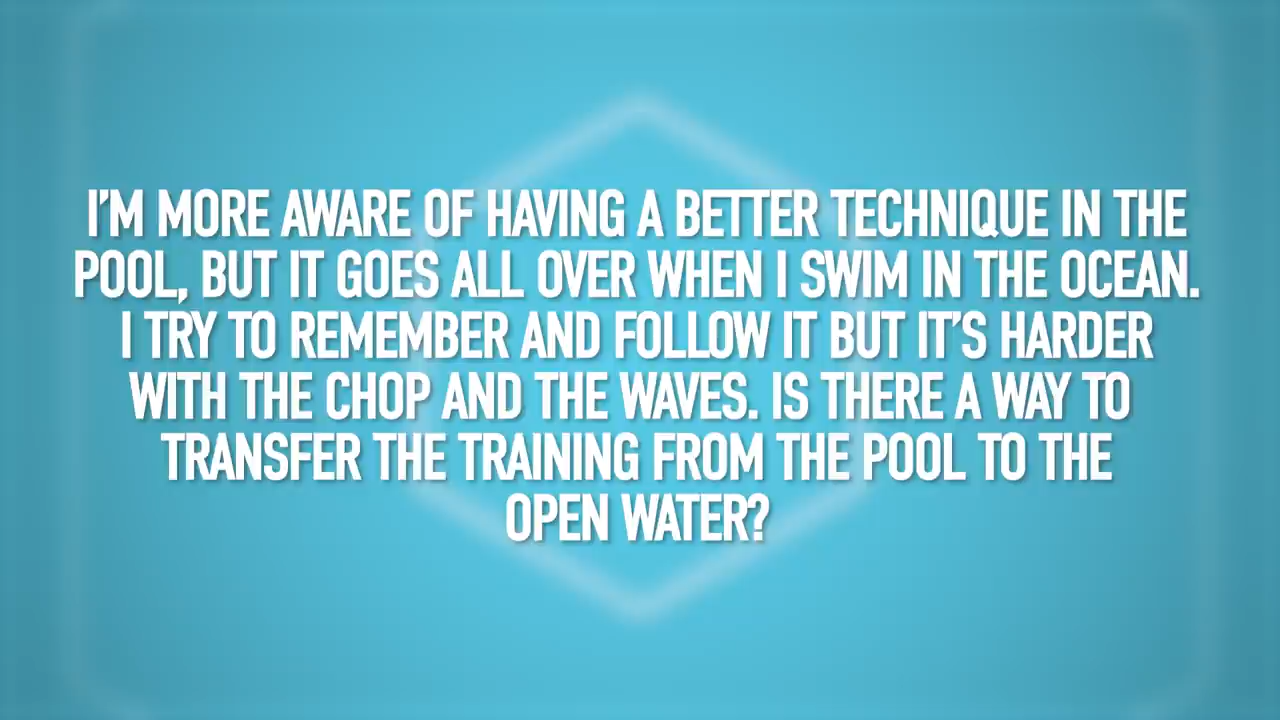 I'M MORE AWARE OF HAVING A BETTER TECHNIQUE IN THE
POOL, BUT IT GOES ALL OVER WHEN I SWIM IN THE OCEAN.
I TRY TO REMEMBER AND FOLLOW IT BUT IT'S HARDER
WITH THE CHOP AND THE WAVES. IS THERE A WAY TO
TRANSFER THE TRAINING FROM THE POOL TO THE
OPEN WATER?